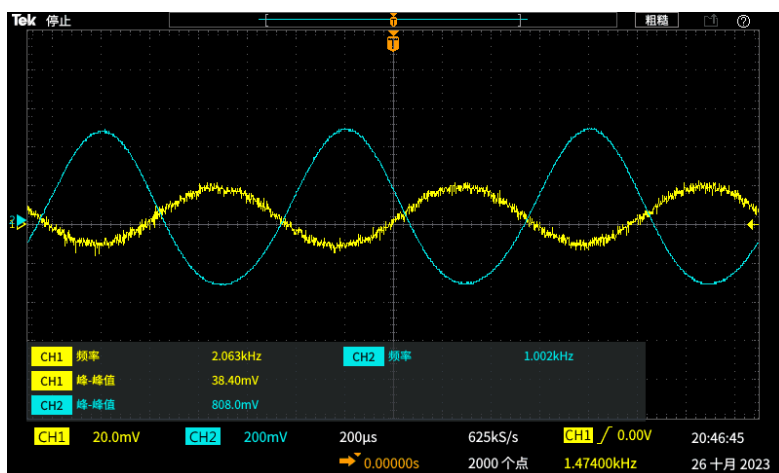 Tek 停止 粗糙
T
T
2
1
CH1 频率 2.063kHz CH2 频率 1.002kHz
CH1 峰-峰值 38.40mV
CH2 峰-峰值 808.0mV
CH1 20.0mV CH2 200mV 200µs 625kS/s CH1 0.00V 20:46:45
0.00000s 2000 个点 1.47400kHz 26 十月 2023